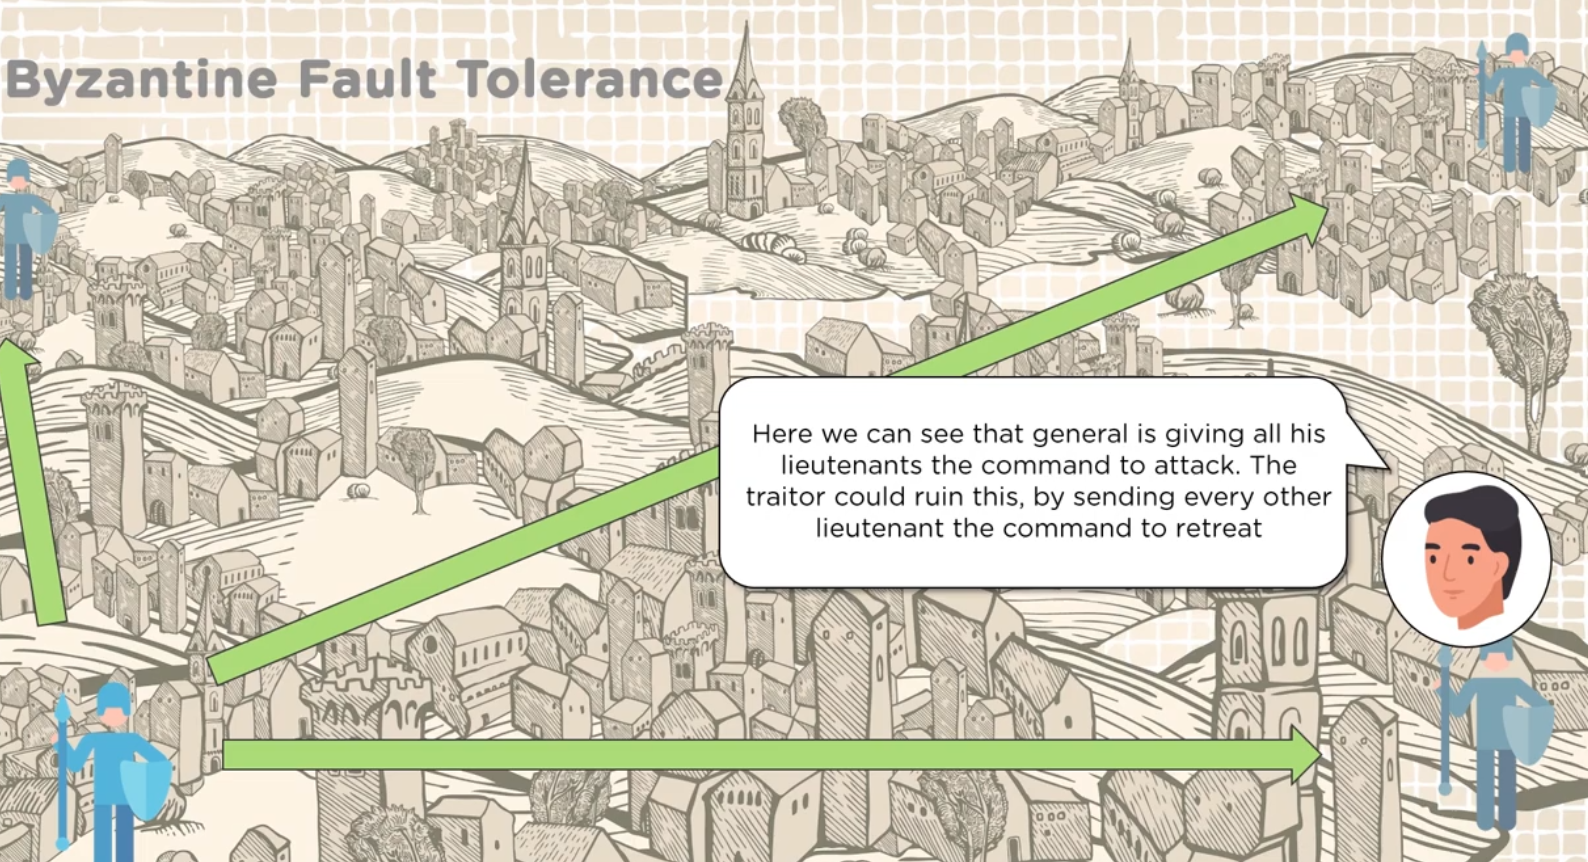 Byzantine Fault Tolerance
Here we can see that general is giving all his
lieutenants the command to attack. The
traitor could ruin this, by sending every other
lieutenant the command to retreat